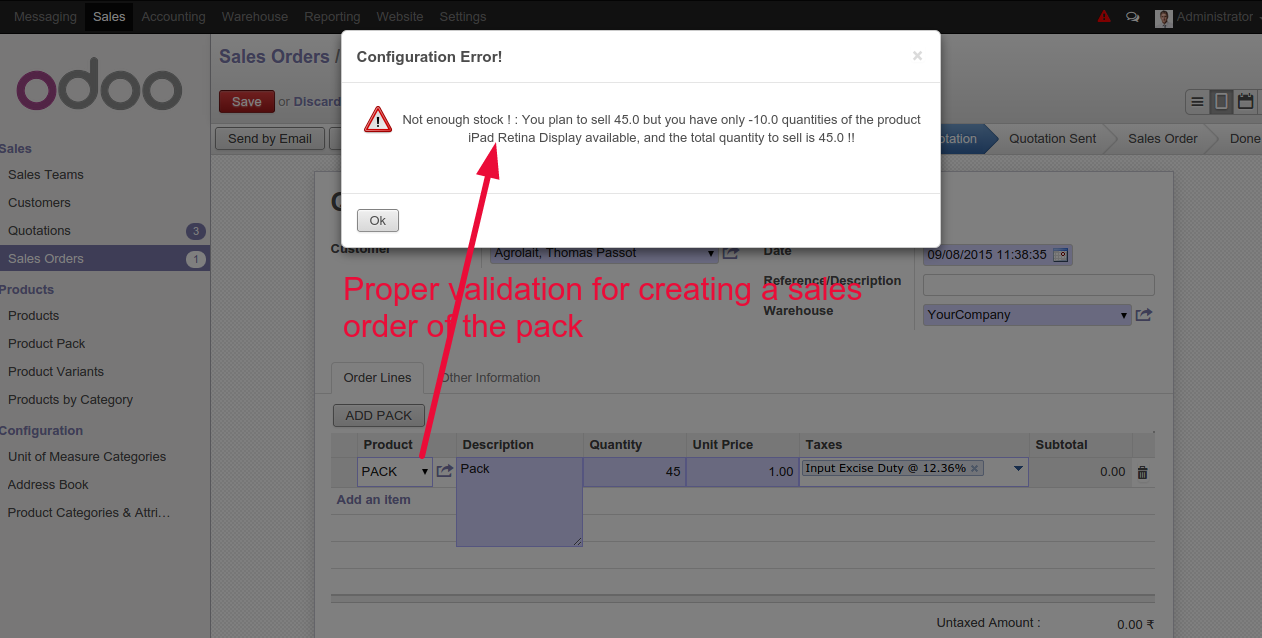 Messaging Sales Accounting Warehouse Reporting Website Settings Administrator
odoo
Sales Orders /
Save or Discard
Send by Email
Quotation Sent Sales Order Done
Sales
Sales Teams
Customers
Quotations 3
Sales Orders 1
Products
Products
Product Pack
Product Variants
Products by Category
Configuration
Unit of Measure Categories
Address Book
Product Categories & Attri…
Configuration Error!
×
Not enough stock ! : You plan to sell 45.0 but you have only -10.0 quantities of the product
iPad Retina Display available, and the total quantity to sell is 45.0 !!
Ok
Customer Agrolait, Thomas Passot
Date 09/08/2015 11:38:35
Reference/Description
Warehouse YourCompany
Proper validation for creating a sales
order of the pack
Order Lines Other Information
ADD PACK
Product Description Quantity Unit Price Taxes Subtotal
PACK Pack 45 1.00 Input Excise Duty @ 12.36% × 0.00
Add an item
Untaxed Amount : 0.00 ₹